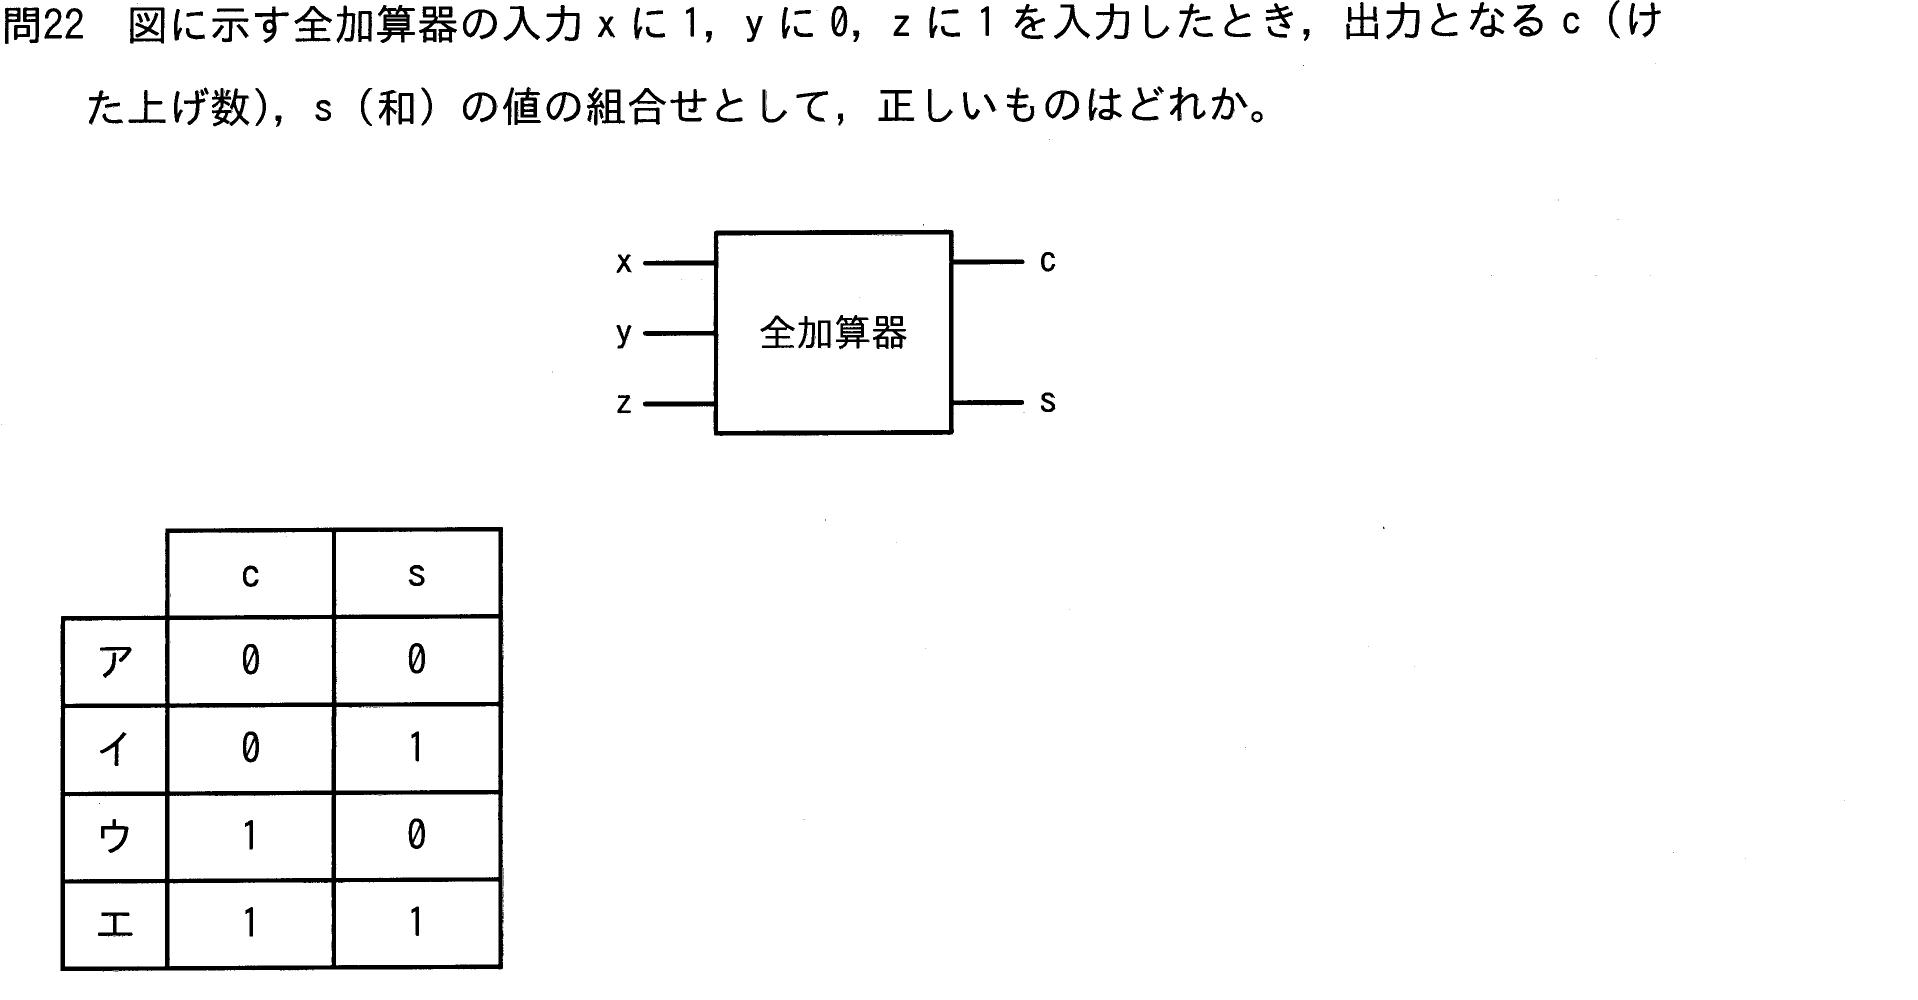 問22 図に示す全加算器の入力 x に 1，y に 0，z に 1 を入力したとき，出力となる c（け
た上げ数），s（和）の値の組合せとして，正しいものはどれか。
x
c
y
全加算器
z
s
c s
ア 0 0
イ 0 1
ウ 1 0
エ 1 1